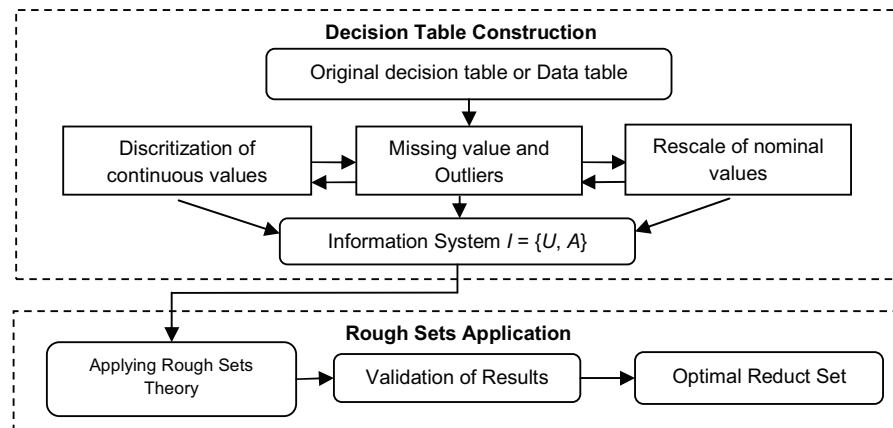 Decision Table Construction
Original decision table or Data table
Discritization of
continuous values
Missing value and
Outliers
Rescale of nominal
values
Information System I = {U, A}
Rough Sets Application
Applying Rough Sets
Theory
Validation of Results
Optimal Reduct Set